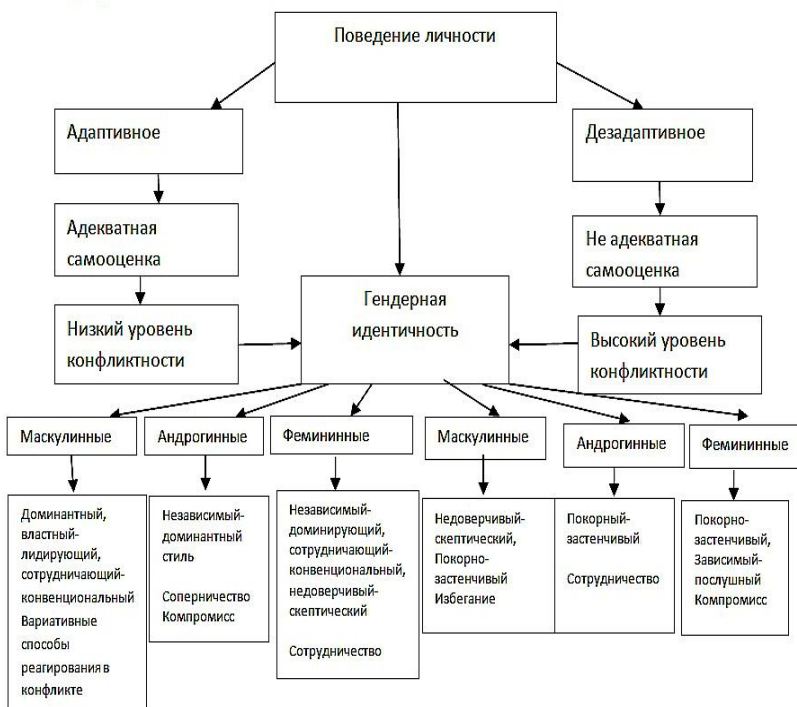 Поведение личности
Адаптивное
Дезадаптивное
Адекватная
самооценка
Не адекватная
самооценка
Гендерная
идентичность
Низкий уровень
конфликтности
Высокий уровень
конфликтности
Маскулинные
Андрогинные
Фемининные
Маскулинные
Андрогинные
Фемининные
Доминантный,
властный-
лидирующий,
сотрудничающий-
конвенциональный
Вариативные
способы
реагирования в
конфликте
Независимый-
доминантный
стиль
Соперничество
Компромисс
Независимый-
доминирующий,
сотрудничающий-
конвенциональный,
недоверчивый-
скептический
Сотрудничество
Недоверчивый-
скептический,
Покорно-
застенчивый
Избегание
Покорный-
застенчивый
Сотрудничество
Покорно-
застенчивый,
Зависимый-
послушный
Компромисс